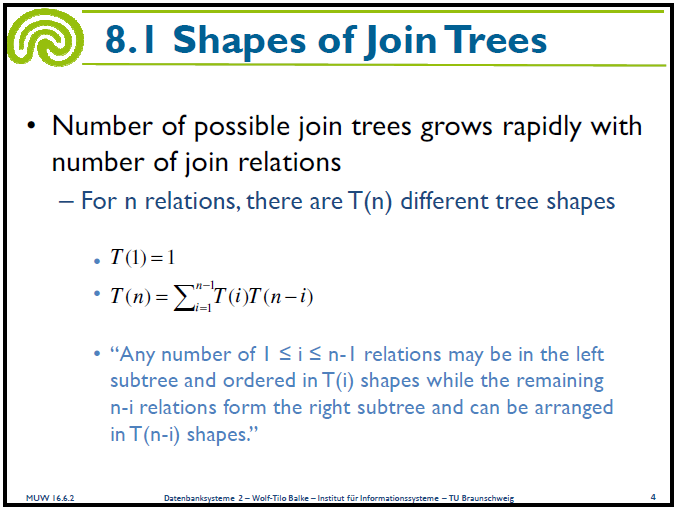 8.1 Shapes of Join Trees
• Number of possible join trees grows rapidly with
number of join relations
– For n relations, there are T(n) different tree shapes
• T(1) = 1
• T(n) = ∑_{i=1}^{n−1} T(i)T(n − i)
• “Any number of 1 ≤ i ≤ n-1 relations may be in the left
subtree and ordered in T(i) shapes while the remaining
n-i relations form the right subtree and can be arranged
in T(n-i) shapes.”
MUW 16.6.2 Datenbanksysteme 2 – Wolf-Tilo Balke – Institut für Informationssysteme – TU Braunschweig 4